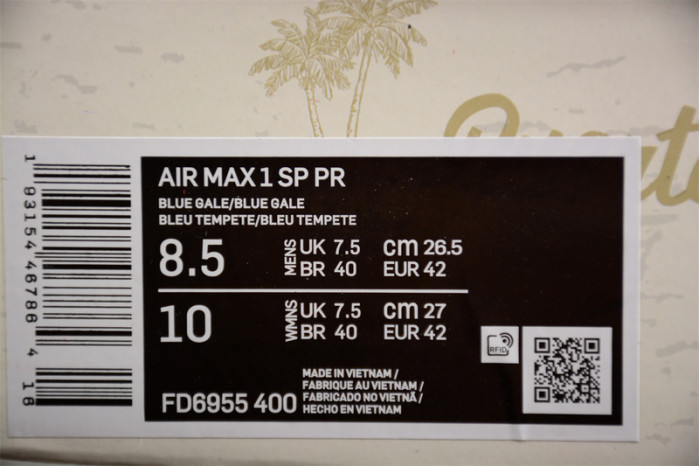 AIR MAX 1 SP PR
BLUE GALE/BLUE GALE
BLEU TEMPETE/BLEU TEMPETE
8.5 MENS UK 7.5 cm 26.5
BR 40 EUR 42
10 WMNS UK 7.5 cm 27
BR 40 EUR 42
RFID
FD6955 400
MADE IN VIETNAM /
FABRIQUE AU VIETNAM /
FABRICADO NO VIETNÃ /
HECHO EN VIETNAM
1 93154 46786 4 18